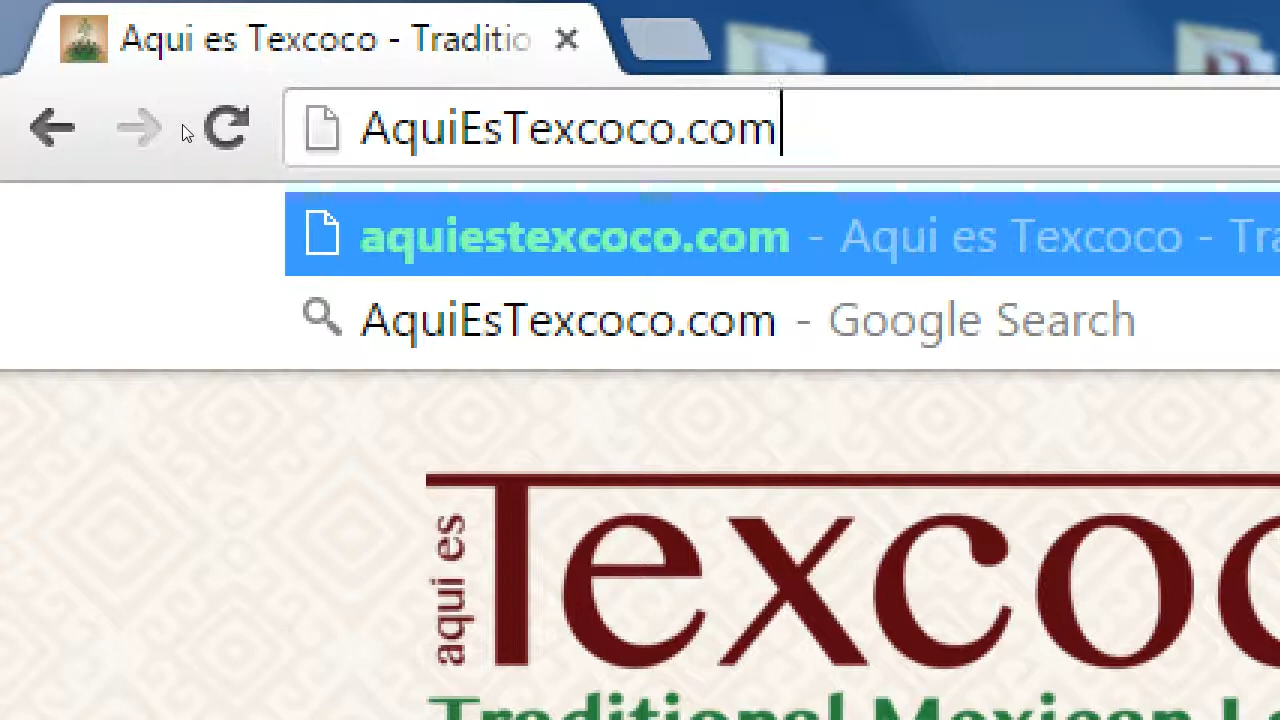 Aqui es Texcoco - Traditio
AquiEsTexcoco.com
aquiestexcoco.com - Aqui es Texcoco - Tra
AquiEsTexcoco.com - Google Search
aqui es
Texcoc
Traditional Mexican L